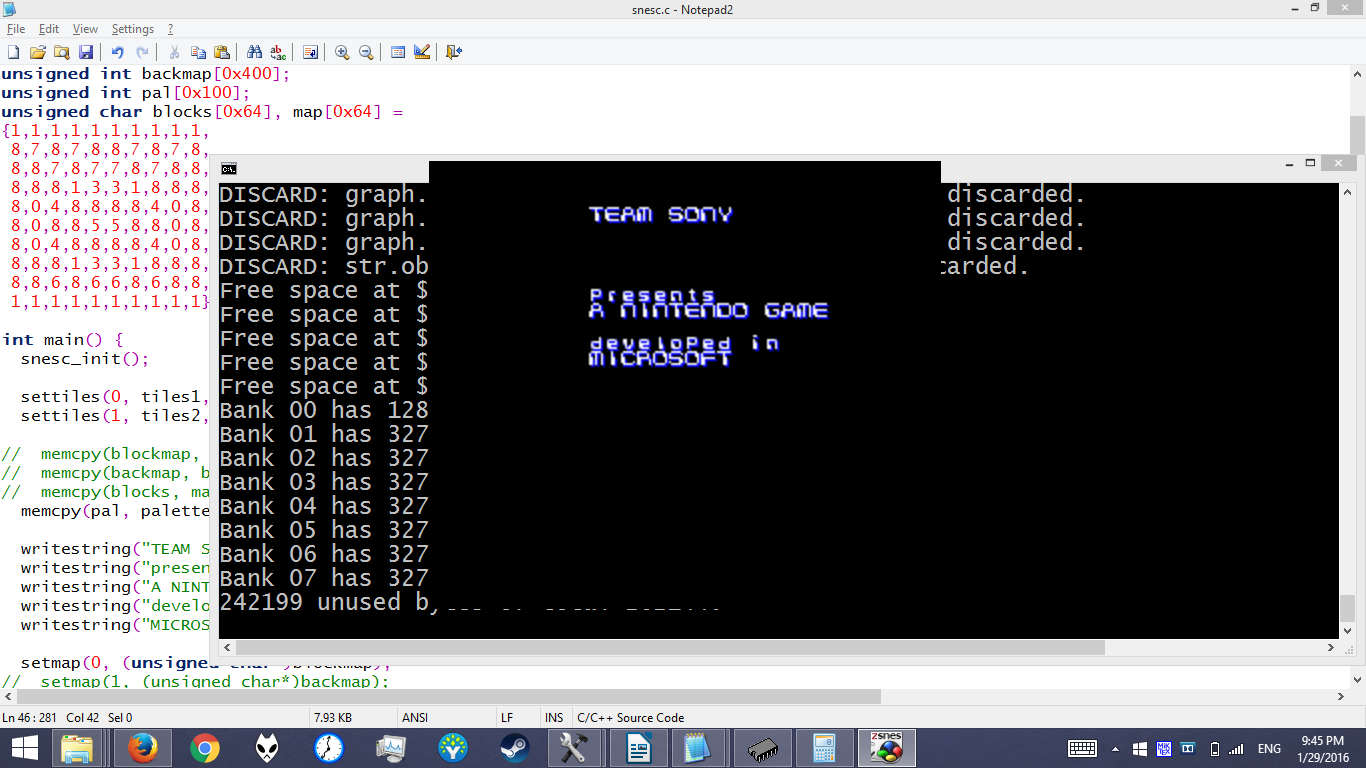 snesc.c - Notepad2
File Edit View Settings ?
unsigned int backmap[0x400];
unsigned int pal[0x100];
unsigned char blocks[0x64], map[0x64] =
{1,1,1,1,1,1,1,1,1,1,
8,7,8,7,8,8,7,8,7,8,
8,8,7,8,7,7,8,7,8,8,
8,8,8,1,3,3,1,8,8,8,
8,0,4,8,8,8,8,4,0,8,
8,0,8,8,5,5,8,8,0,8,
8,0,4,8,8,8,8,4,0,8,
8,8,8,1,3,3,1,8,8,8,
8,8,6,8,6,6,8,6,8,8,
1,1,1,1,1,1,1,1,1,1}
int main() {
snesc_init();
settiles(0, tiles1,
settiles(1, tiles2,
// memcpy(blockmap,
// memcpy(backmap, b
// memcpy(blocks, ma
memcpy(pal, palette
writestring("TEAM S
writestring("presen
writestring("A NINT
writestring("develo
writestring("MICROS
setmap(0, (unsigned char*)blockmap);
// setmap(1, (unsigned char*)backmap);
C:\.
DISCARD: graph. discarded.
DISCARD: graph. discarded.
DISCARD: graph. discarded.
DISCARD: str.ob carded.
Free space at $
Free space at $
Free space at $
Free space at $
Free space at $
Bank 00 has 128
Bank 01 has 327
Bank 02 has 327
Bank 03 has 327
Bank 04 has 327
Bank 05 has 327
Bank 06 has 327
Bank 07 has 327
242199 unused by
TEAM SONY
Presents
A NINTENDO GAME
develoPed in
MICROSOFT
Ln 46 : 281 Col 42 Sel 0 7.93 KB ANSI LF INS C/C++ Source Code
zsnes
ENG
9:45 PM
1/29/2016